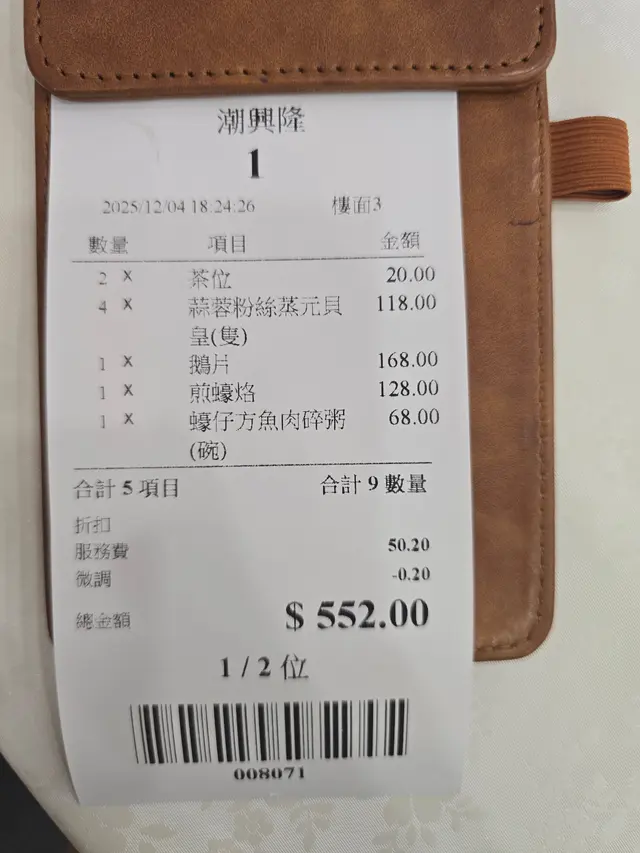 潮興隆
1
2025/12/04 18:24:26 樓面3
數量 項目 金額
2 X 茶位 20.00
4 X 蒜蓉粉絲蒸元貝 118.00
皇(隻)
1 X 鵝片 168.00
1 X 煎蠔烙 128.00
1 X 蠔仔方魚肉碎粥 68.00
(碗)
合計 5 項目 合計 9 數量
折扣
服務費 50.20
微調 -0.20
總金額 $ 552.00
1 / 2 位
008071